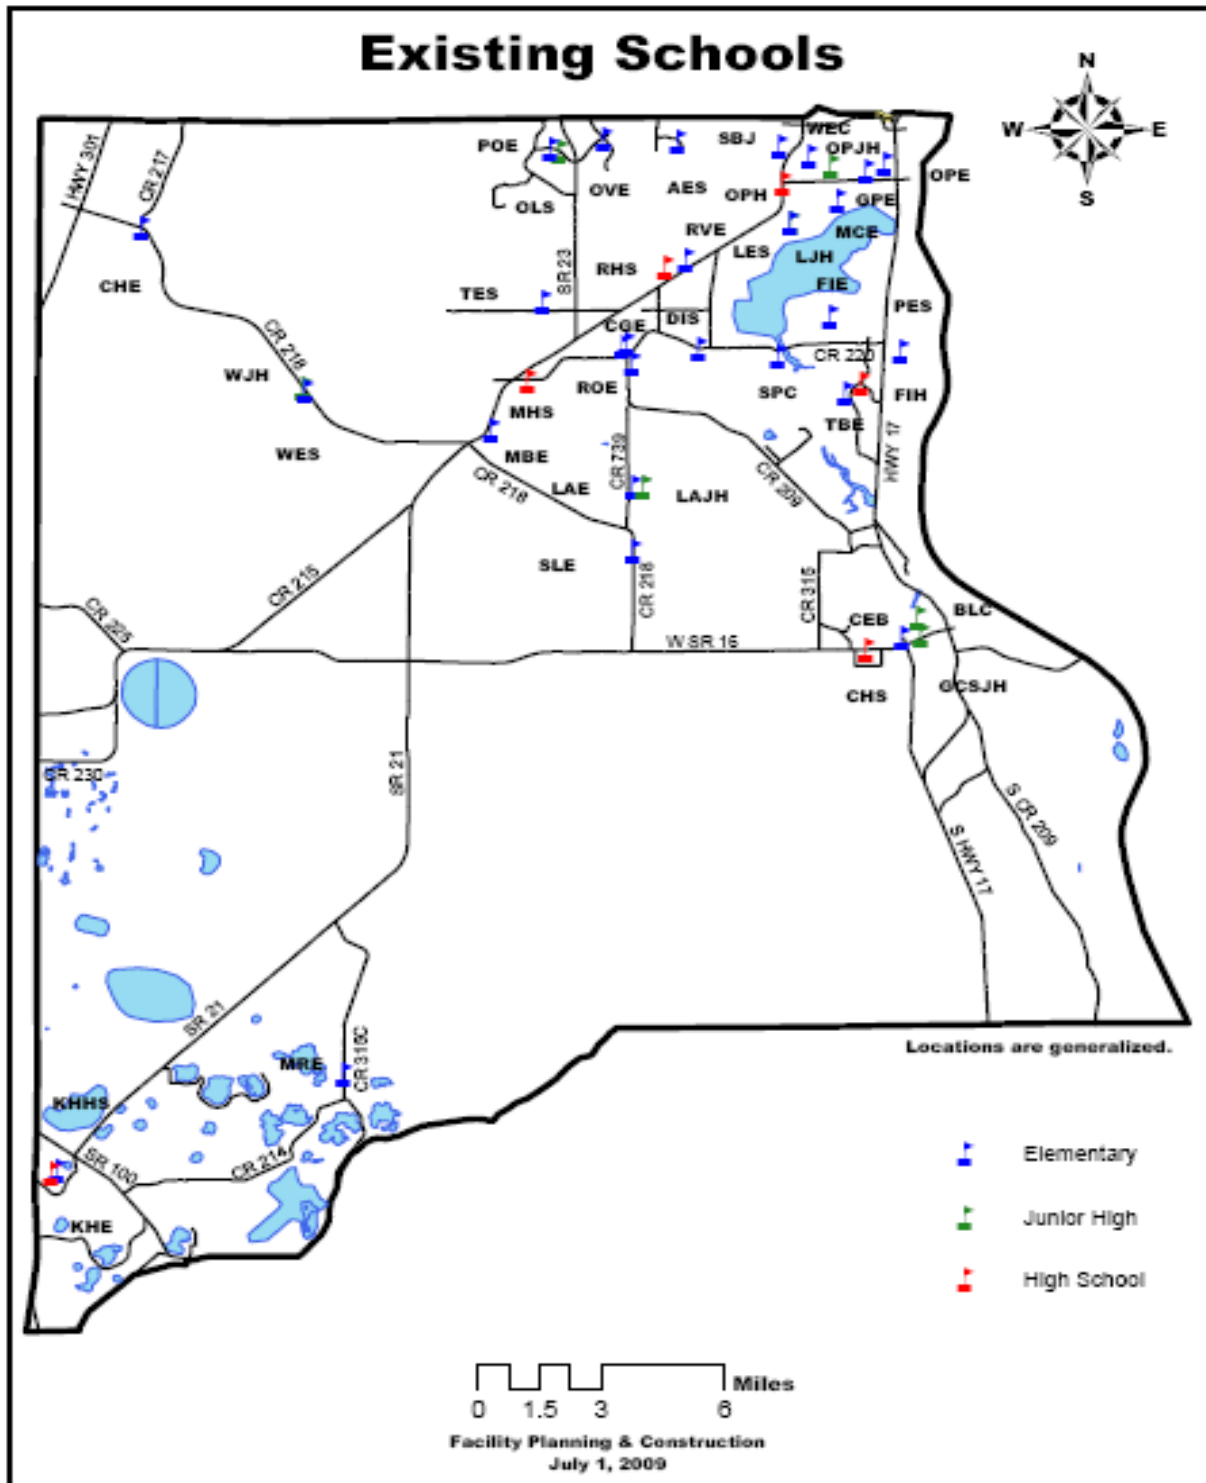 Existing Schools
N
W E
S
HWY 301
CR 217
POE
SBJ
WEC
OPJH
OPE
OLS
OVE
AES
OPH
GPE
CHE
SR 23
RVE
LES
MCE
RHS
LJH
TES
FIE
DIS
CGE
PES
CR 218
CR 220
WJH
ROE
SPC
FIH
MHS
TBE
HWY 17
WES
MBE
CR 218
LAE
CR 739
LAJH
CR 209
CR 215
SLE
CR 218
CR 315
CR 225
CEB
BLC
W SR 16
CHS
GCSJH
SR 230
SR 21
S CR 209
S HWY 17
SR 21
Locations are generalized.
MRE
CR 315C
KHHS
SR 100
CR 214
KHE
Elementary
Junior High
High School
Miles
0 1.5 3 6
Facility Planning & Construction
July 1, 2009